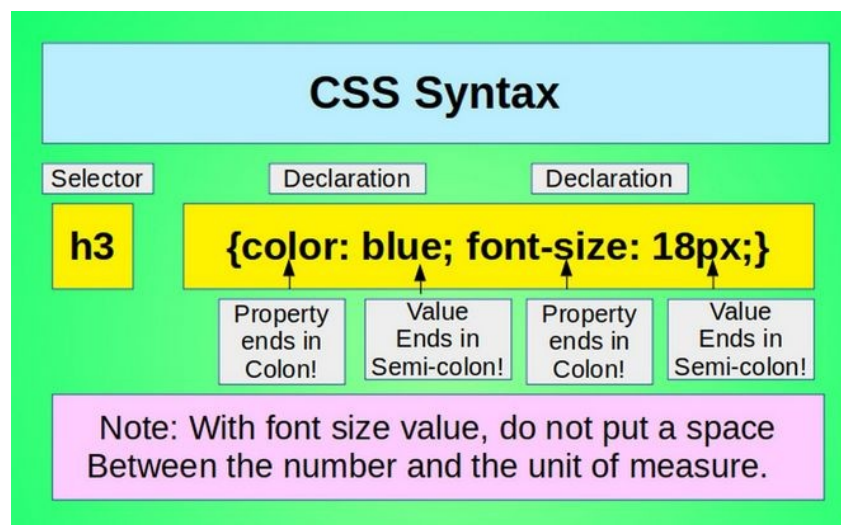 CSS Syntax
Selector
Declaration
Declaration
h3
{color: blue; font-size: 18px;}
Property
ends in
Colon!
Value
Ends in
Semi-colon!
Property
ends in
Colon!
Value
Ends in
Semi-colon!
Note: With font size value, do not put a space
Between the number and the unit of measure.